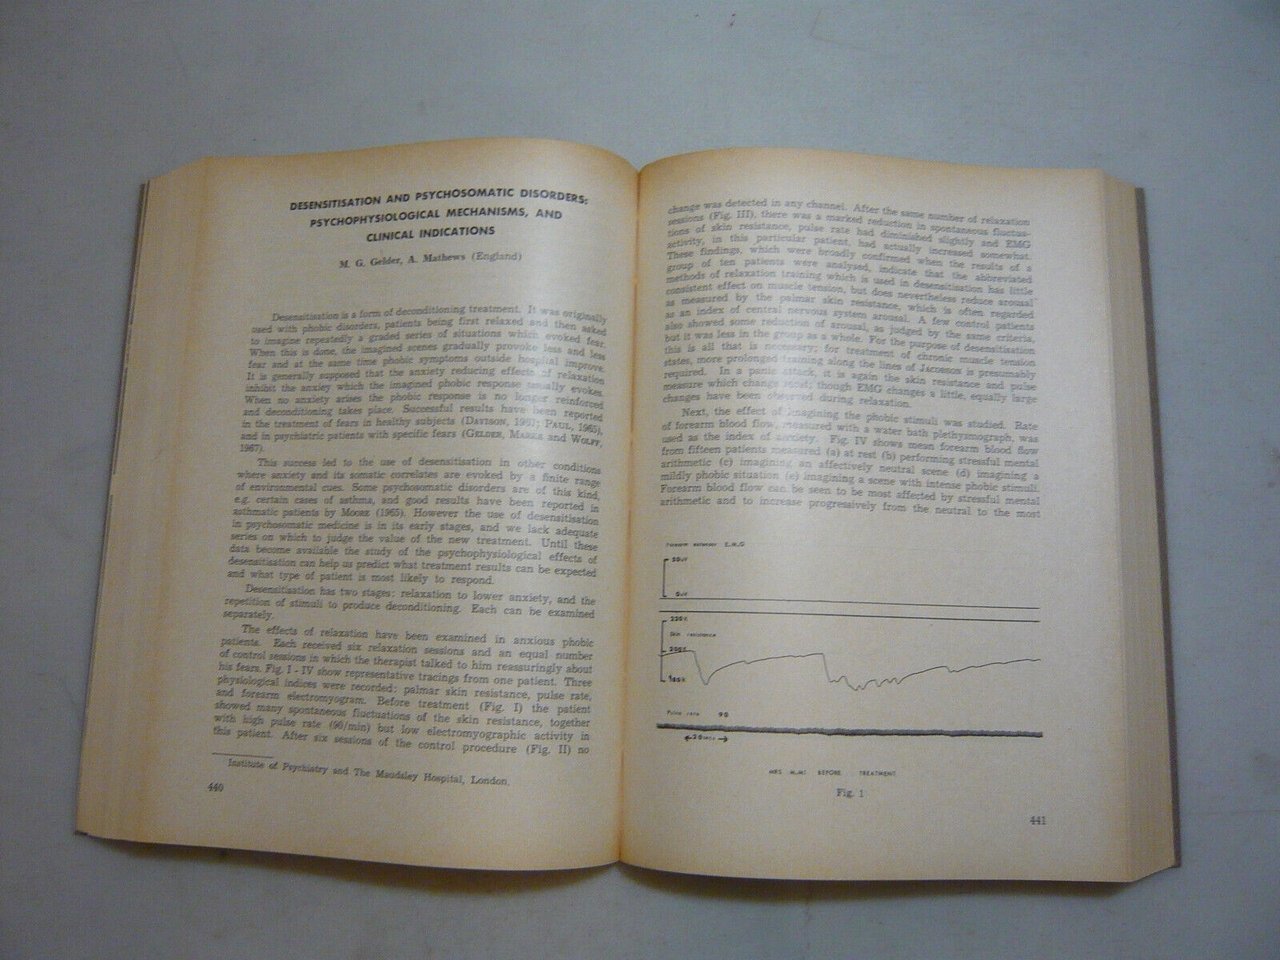 DESENSITISATION AND PSYCHOSOMATIC DISORDERS:
PSYCHOPHYSIOLOGICAL MECHANISMS, AND
CLINICAL INDICATIONS
M. G. Gelder, A. Mathews (England)
Desensitisation is a form of deconditioning treatment. It was originally
used with phobic disorders, patients being first relaxed and then asked
to imagine repeatedly a graded series of situations which evoked fear.
When this is done, the imagined scenes gradually provoke less and less
fear and at the same time phobic symptoms outside hospital improve.
It is generally supposed that the anxiety reducing effects of relaxation
inhibit the anxiey which the imagined phobic response usually evokes.
When no anxiety arises the phobic response is no longer reinforced
and deconditioning takes place. Successful results have been reported
in the treatment of fears in healthy subjects (DAVISON, 1967; PAUL, 1965),
and in psychiatric patients with specific fears (GELDER, MARKS and WOLFF,
1967).
This success led to the use of desensitisation in other conditions
where anxiety and its somatic correlates are evoked by a finite range
of environmental cues. Some psychosomatic disorders are of this kind,
e.g. certain cases of asthma, and good results have been reported in
asthmatic patients by MOORE (1965). However the use of desensitisation
in psychosomatic medicine is in its early stages, and we lack adequate
series on which to judge the value of the new treatment. Until these
data become available the study of the psychophysiological effects of
desensitisation can help us predict what treatment results can be expected
and what type of patient is most likely to respond.
Desensitisation has two stages: relaxation to lower anxiety, and the
repetition of stimuli to produce deconditioning. Each can be examined
separately.
The effects of relaxation have been examined in anxious phobic
patients. Each received six relaxation sessions and an equal number
of control sessions in which the therapist talked to him reassuringly about
his fears. Fig. I - IV show representative tracings from one patient. Three
physiological indices were recorded: palmar skin resistance, pulse rate,
and forearm electromyogram. Before treatment (Fig. I) the patient
showed many spontaneous fluctuations of the skin resistance, together
with high pulse rate (90/min) but low electromyographic activity in
this patient. After six sessions of the control procedure (Fig. II) no
Institute of Psychiatry and The Maudsley Hospital, London.
440
change was detected in any channel. After the same number of relaxation
sessions (Fig. III), there was a marked reduction in spontaneous fluctua-
tions of skin resistance, pulse rate had diminished slightly and EMG
activity, in this particular patient, had actually increased somewhat.
These findings, which were broadly confirmed when the results of a
group of ten patients were analysed, indicate that the abbreviated
methods of relaxation training which is used in desensitisation has little
consistent effect on muscle tension, but does nevertheless reduce arousal
as measured by the palmar skin resistance, which is often regarded
as an index of central nervous system arousal. A few control patients
also showed some reduction of arousal, as judged by the same criteria,
but it was less in the group as a whole. For the purpose of desensitisation
this is all that is necessary; for treatment of chronic muscle tension
states, more prolonged training along the lines of Jacobson is presumably
required. In a panic attack, it is again the skin resistance and pulse
measure which change most; though EMG changes a little, equally large
changes have been observed during relaxation.
Next, the effect of imagining the phobic stimuli was studied. Rate
of forearm blood flow, measured with a water bath plethysmograph, was
used as the index of anxiety. Fig. IV shows mean forearm blood flow
from fifteen patients measured (a) at rest (b) performing stressful mental
arithmetic (c) imagining an affectively neutral scene (d) imagining a
mildly phobic situation (e) imagining a scene with intense phobic stimuli.
Forearm blood flow can be seen to be most affected by stressful mental
arithmetic and to increase progressively from the neutral to the most
Forearm extensor E.M.G
50uv
0uv
220K
Skin resistance
200K
180K
Pulse rate 90
20 secs
MRS M.M: BEFORE TREATMENT
Fig. 1
441